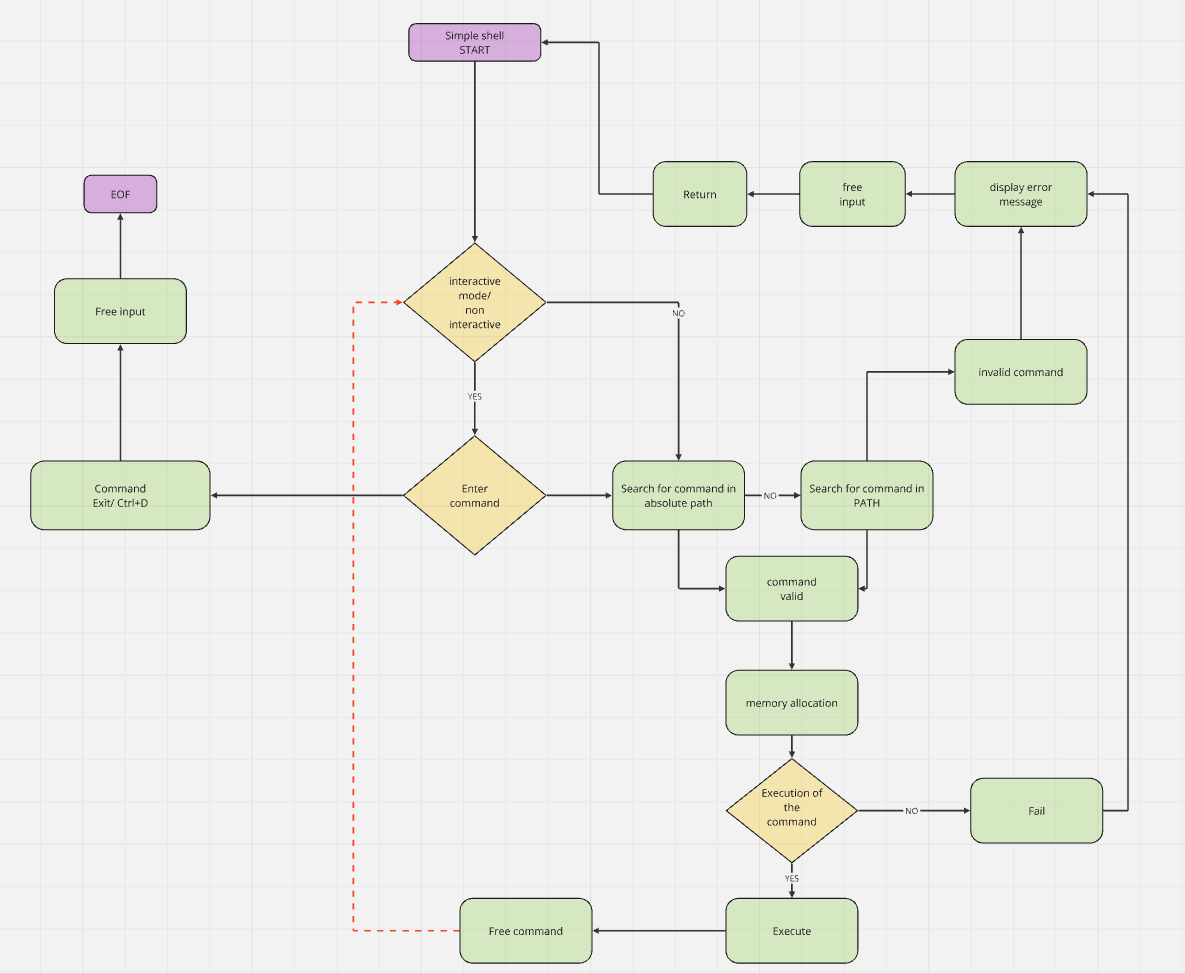 Simple shell
START
EOF
Return
free
input
display error
message
Free input
interactive
mode/
non
interactive
NO
invalid command
YES
Command
Exit/ Ctrl+D
Enter
command
Search for command in
absolute path
NO
Search for command in
PATH
command
valid
memory allocation
Execution of
the
command
NO
Fail
YES
Free command
Execute